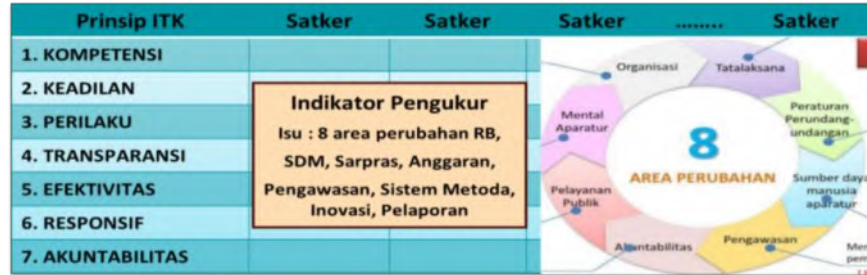 Prinsip ITK Satker Satker Satker ........ Satker
1. KOMPETENSI
2. KEADILAN
3. PERILAKU
4. TRANSPARANSI
5. EFEKTIVITAS
6. RESPONSIF
7. AKUNTABILITAS
Indikator Pengukur
Isu : 8 area perubahan RB,
SDM, Sarpras, Anggaran,
Pengawasan, Sistem Metoda,
Inovasi, Pelaporan
Organisasi
Tatalaksana
Peraturan
Perundang-
undangan
Sumber daya
manusia
aparatur
Pengawasan
Akuntabilitas
Pelayanan
Publik
Mental
Aparatur
8
AREA PERUBAHAN